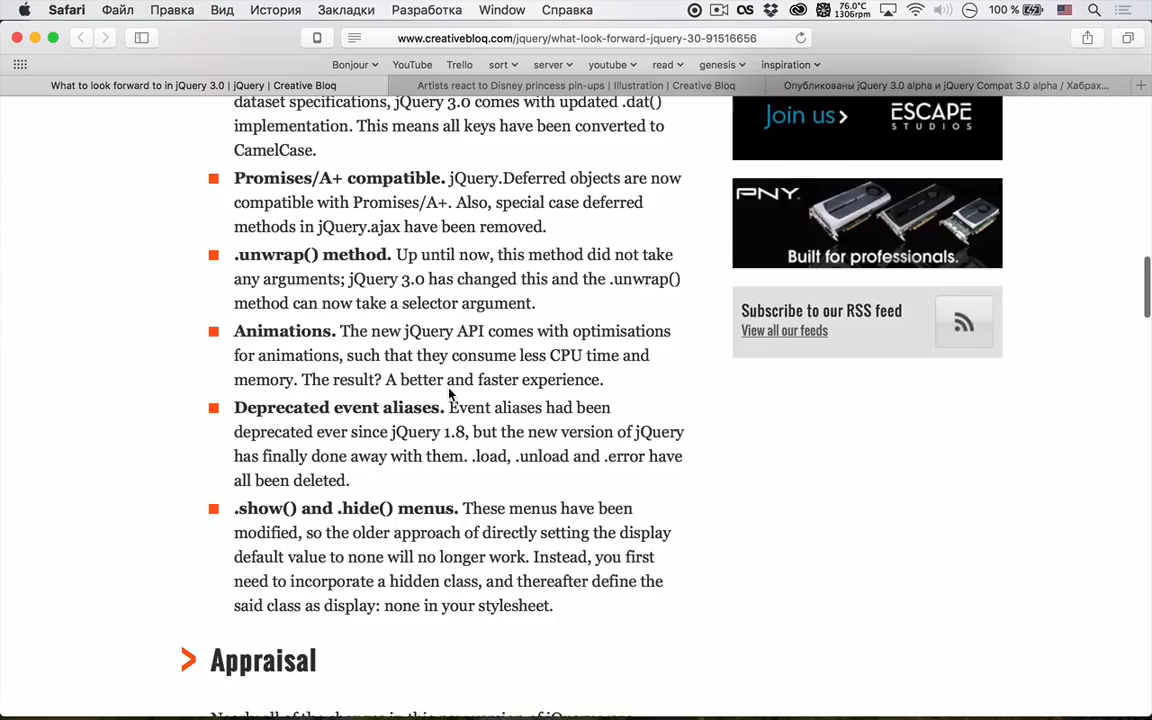 Safari Файл Правка Вид История Закладки Разработка Window Справка 76.0°C 1306rpm 100 %
www.creativebloq.com/jquery/what-look-forward-jquery-30-91516656
Bonjour YouTube Trello sort server youtube read genesis inspiration
What to look forward to in jQuery 3.0 | jQuery | Creative Bloq Artists react to Disney princess pin-ups | Illustration | Creative Bloq Опубликованы jQuery 3.0 alpha и jQuery Compat 3.0 alpha / Хабрах...
dataset specifications, jQuery 3.0 comes with updated .dat()
implementation. This means all keys have been converted to
CamelCase.
Promises/A+ compatible. jQuery.Deferred objects are now
compatible with Promises/A+. Also, special case deferred
methods in jQuery.ajax have been removed.
.unwrap() method. Up until now, this method did not take
any arguments; jQuery 3.0 has changed this and the .unwrap()
method can now take a selector argument.
Animations. The new jQuery API comes with optimisations
for animations, such that they consume less CPU time and
memory. The result? A better and faster experience.
Deprecated event aliases. Event aliases had been
deprecated ever since jQuery 1.8, but the new version of jQuery
has finally done away with them. .load, .unload and .error have
all been deleted.
.show() and .hide() menus. These menus have been
modified, so the older approach of directly setting the display
default value to none will no longer work. Instead, you first
need to incorporate a hidden class, and thereafter define the
said class as display: none in your stylesheet.
> Appraisal
Join us> ESCAPE
STUDIOS
PNY.
Built for professionals.
Subscribe to our RSS feed
View all our feeds